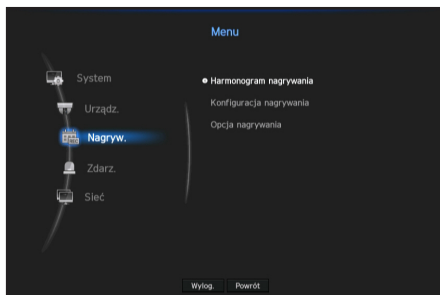 Menu
System
Urządz.
Nagryw.
Zdarz.
Sieć
Harmonogram nagrywania
Konfiguracja nagrywania
Opcja nagrywania
Wylog.
Powrót